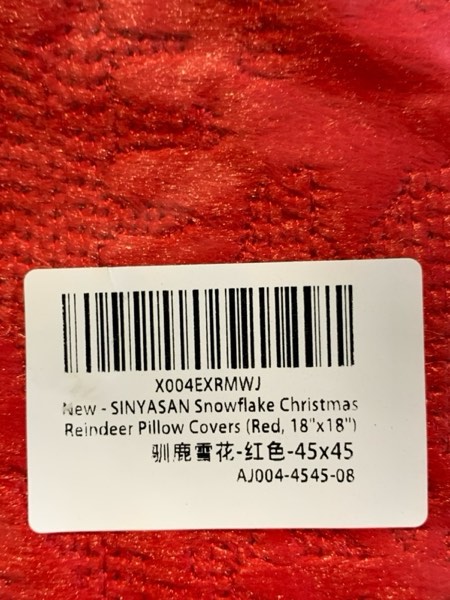 X004EXRMWJ
New - SINYASAN Snowflake Christmas
Reindeer Pillow Covers (Red, 18"x18")
驯鹿雪花-红色-45x45
AJ004-4545-08